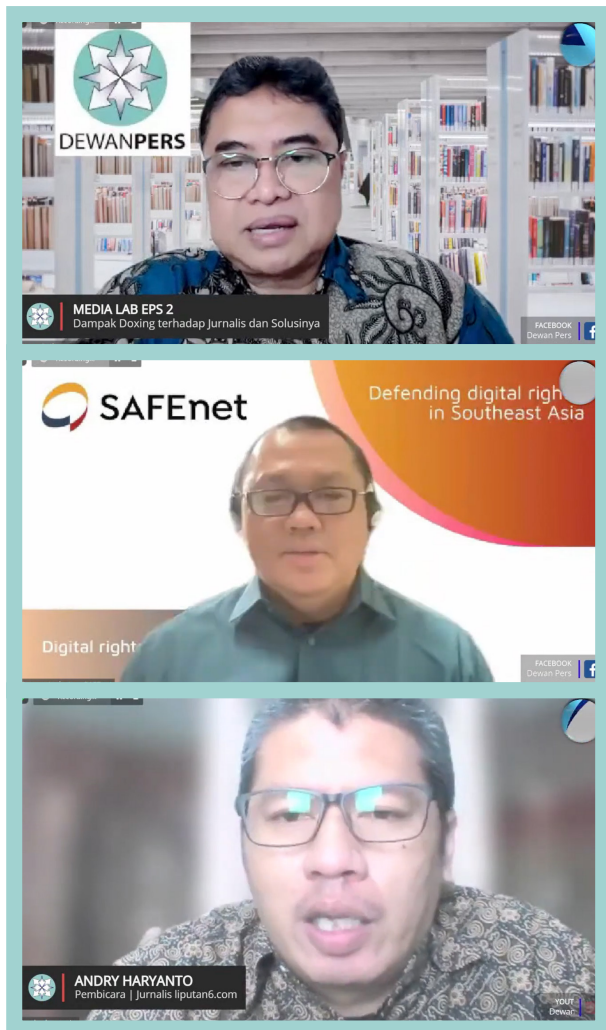 DEWANPERS
MEDIA LAB EPS 2
Dampak Doxing terhadap Jurnalis dan Solusinya
FACEBOOK
Dewan Pers
SAFEnet
Defending digital righ
in Southeast Asia
Digital right
FACEBOOK
Dewan Pers
ANDRY HARYANTO
Pembicara | Jurnalis liputan6.com
YOUT
Dewan